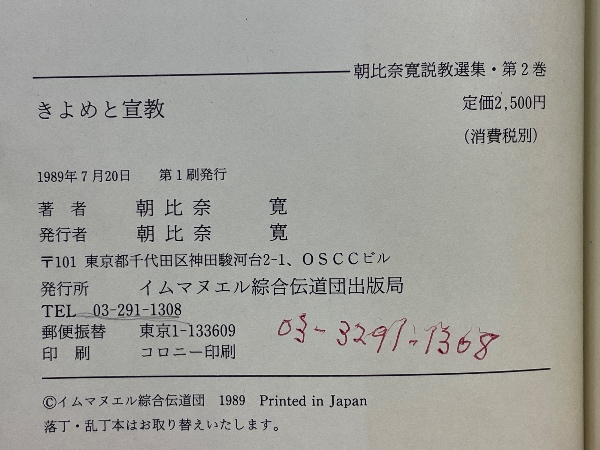 朝比奈寛説教選集・第2巻
きよめと宣教
定価2,500円
(消費税別)
1989年7月20日 第1刷発行
著者 朝比奈 寛
発行者 朝比奈 寛
〒101 東京都千代田区神田駿河台2-1、OSCCビル
発行所 イムマヌエル綜合伝道団出版局
TEL 03-291-1308
郵便振替 東京1-133609
03-3291-1368
印刷 コロニー印刷
©イムマヌエル綜合伝道団 1989 Printed in Japan
落丁・乱丁本はお取り替えいたします。